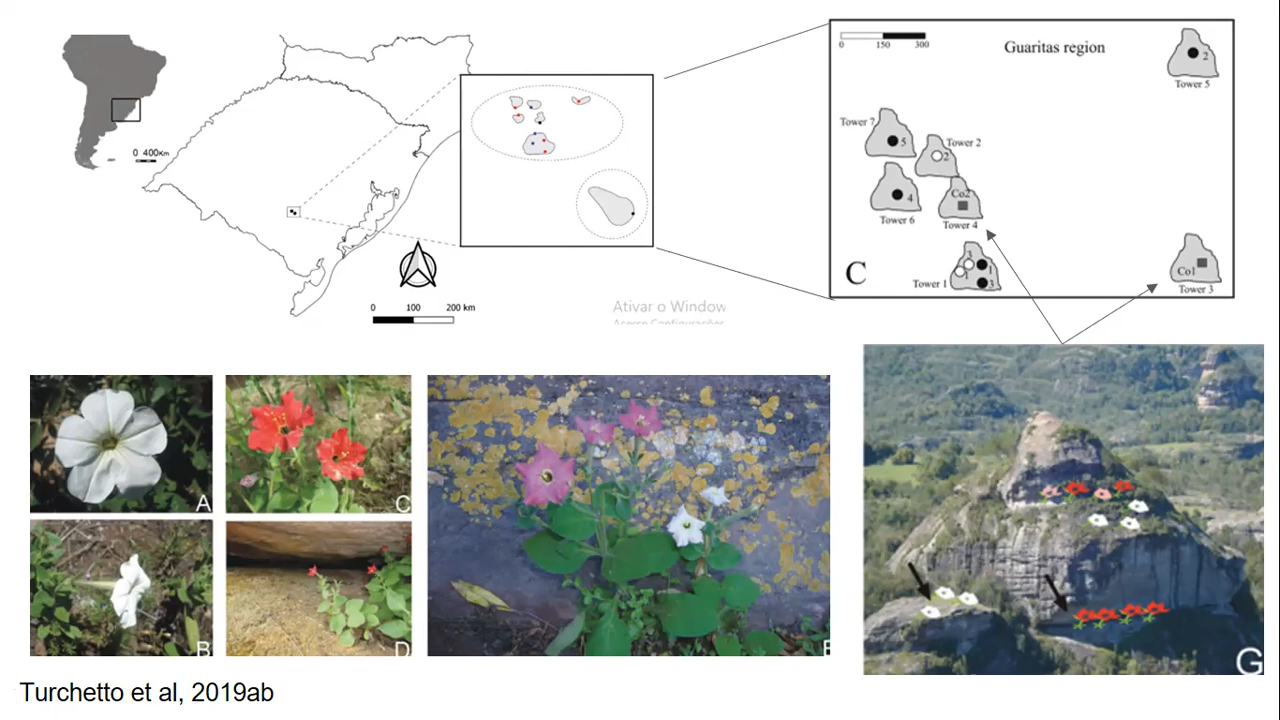 0 400Km
0 100 200 km
Ativar o Window
0 150 300
Guaritas region
2
Tower 5
Tower 7
5
Tower 2
2
4
Tower 6
Co2
Tower 4
C
3
1
1
3
Tower 1
Co1
Tower 3
A
B
C
D
G
Turchetto et al, 2019ab